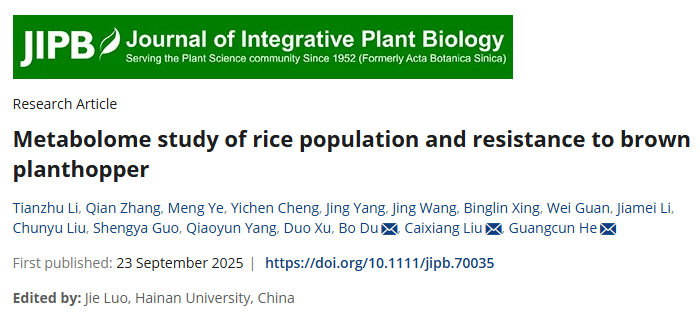 JIPB Journal of Integrative Plant Biology
Serving the Plant Science community Since 1952 (Formerly Acta Botanica Sinica)
Research Article
Metabolome study of rice population and resistance to brown
planthopper
Tianzhu Li, Qian Zhang, Meng Ye, Yichen Cheng, Jing Yang, Jing Wang, Binglin Xing, Wei Guan, Jiamei Li,
Chunyu Liu, Shengya Guo, Qiaoyun Yang, Duo Xu, Bo Du, Caixiang Liu, Guangcun He
First published: 23 September 2025 | https://doi.org/10.1111/jipb.70035
Edited by: Jie Luo, Hainan University, China